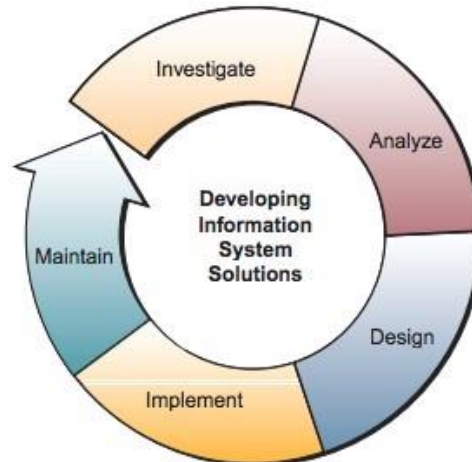 Investigate
Analyze
Developing
Information
System
Solutions
Maintain
Design
Implement